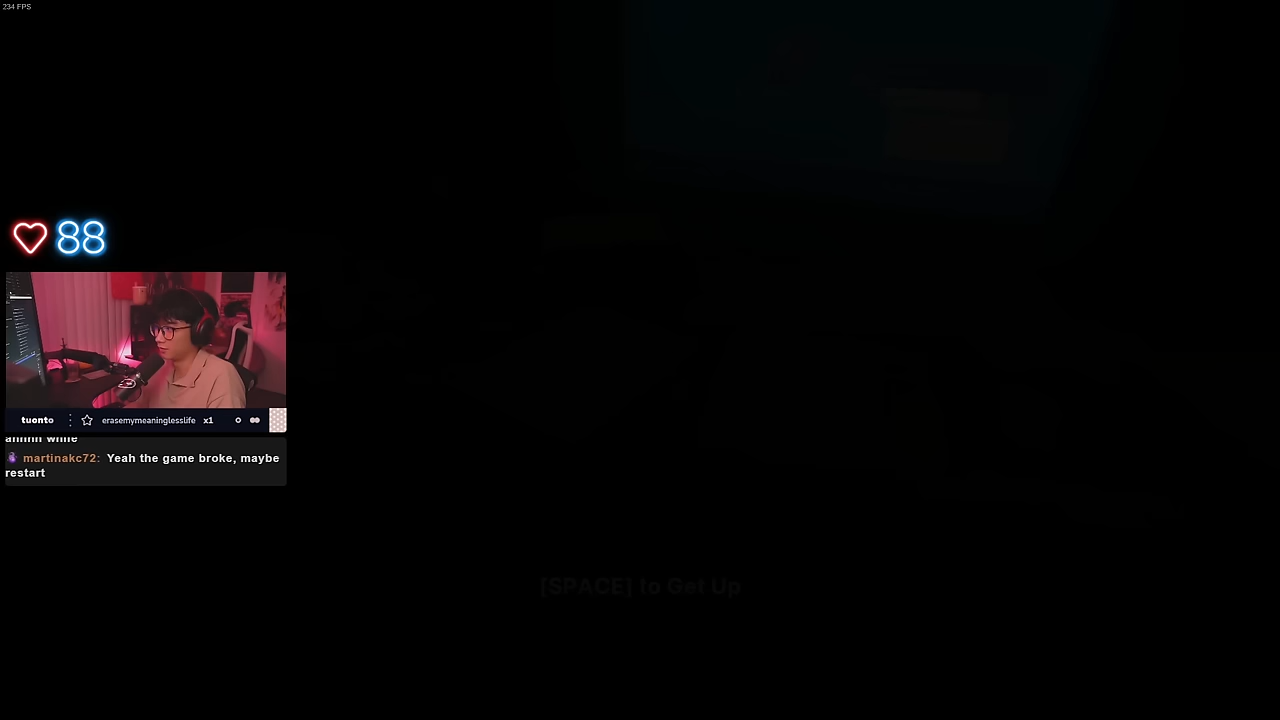 234 FPS
88
tuonto erasemymeaninglesslife x1
martinakc72: Yeah the game broke, maybe
restart
[SPACE] to Get Up